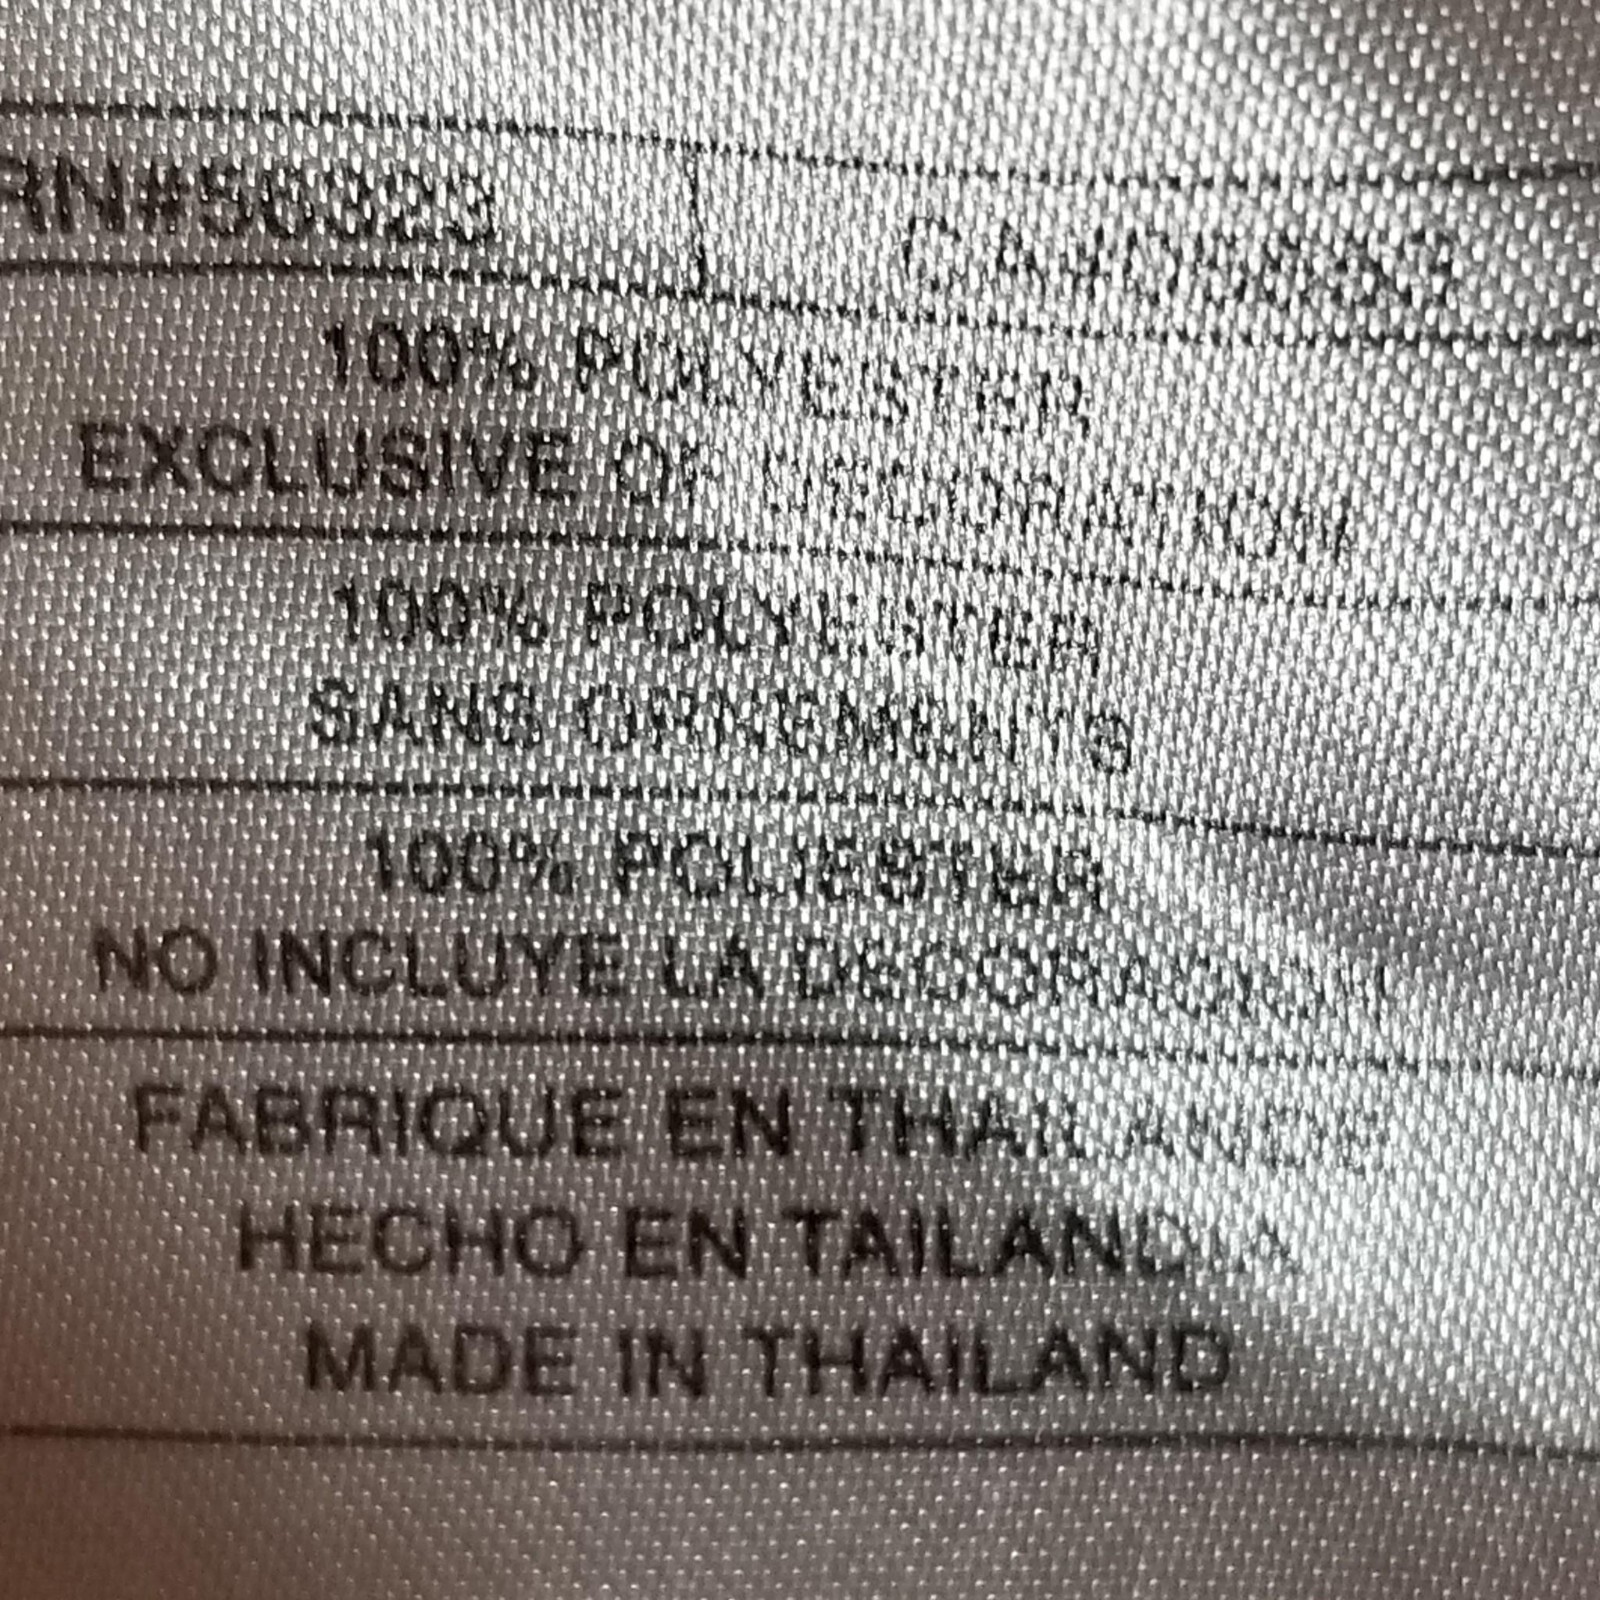 RN#56323 CA#05553
100% POLYESTER
EXCLUSIVE OF DECORATION
100% POLYESTER
SANS ORNEMENTS
100% POLIESTER
NO INCLUYE LA DECORACION
FABRIQUE EN THAILANDE
HECHO EN TAILANDIA
MADE IN THAILAND